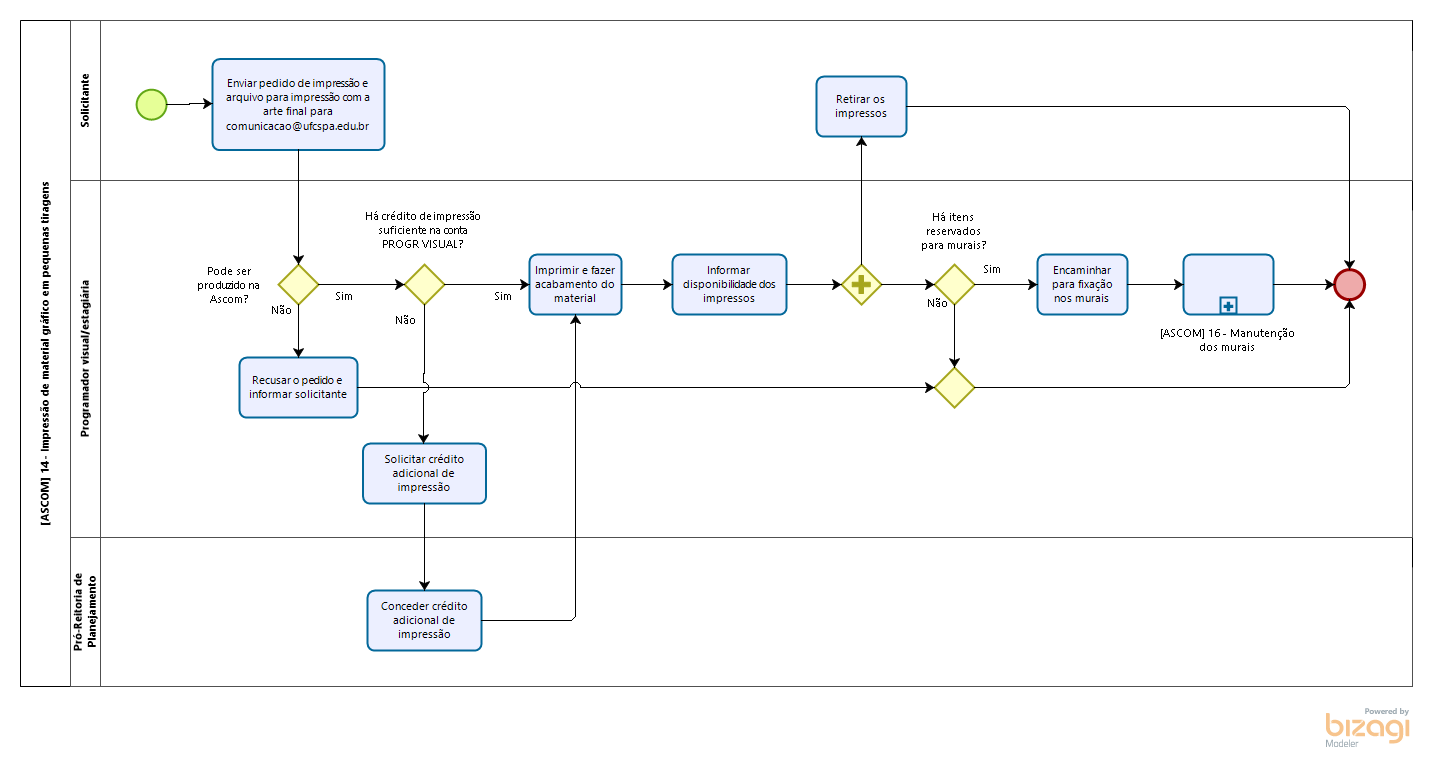 [ASCOM] 14 - Impressão de material gráfico em pequenas tiragens
Solicitante
Enviar pedido de impressão e
arquivo para impressão com a
arte final para
comunicacao@ufcspa.edu.br
Retirar os
impressos
Programador visual/estagiária
Pode ser
produzido na
Ascom?
Sim
Não
Há crédito de impressão
suficiente na conta
PROGR VISUAL?
Sim
Não
Imprimir e fazer
acabamento do
material
Informar
disponibilidade dos
impressos
Há itens
reservados
para murais?
Sim
Não
Encaminhar
para fixação
nos murais
[ASCOM] 16 - Manutenção
dos murais
Recusar o pedido e
informar solicitante
Solicitar crédito
adicional de
impressão
Pró-Reitoria de
Planejamento
Conceder crédito
adicional de
impressão
Powered by
bizagi
Modeler